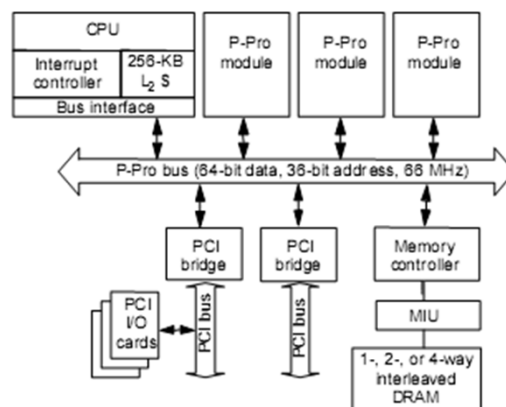 CPU
Interrupt
controller
256-KB
L2 S
Bus interface
P-Pro
module
P-Pro
module
P-Pro
module
P-Pro bus (64-bit data, 36-bit address, 66 MHz)
PCI
bridge
PCI
bridge
Memory
controller
PCI
I/O
cards
PCI bus
PCI bus
MIU
1-, 2-, or 4-way
interleaved
DRAM